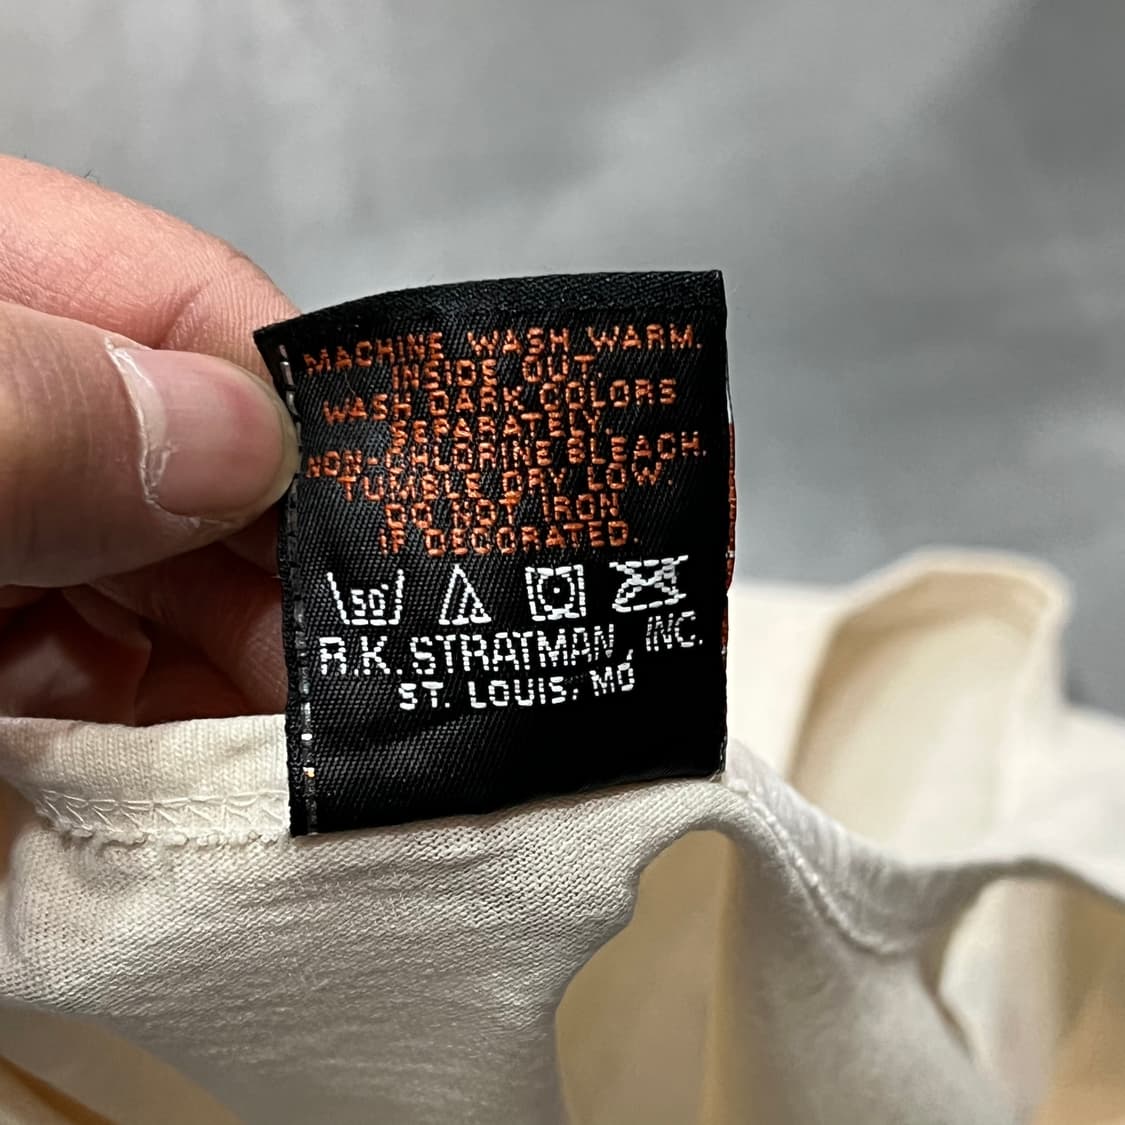 MACHINE WASH WARM,
INSIDE OUT.
WASH DARK COLORS
SEPARATELY.
NON-CHLORINE BLEACH.
TUMBLE DRY LOW.
DO NOT IRON
IF DECORATED.
50°
R.K. STRATMAN, INC.
ST. LOUIS, MO